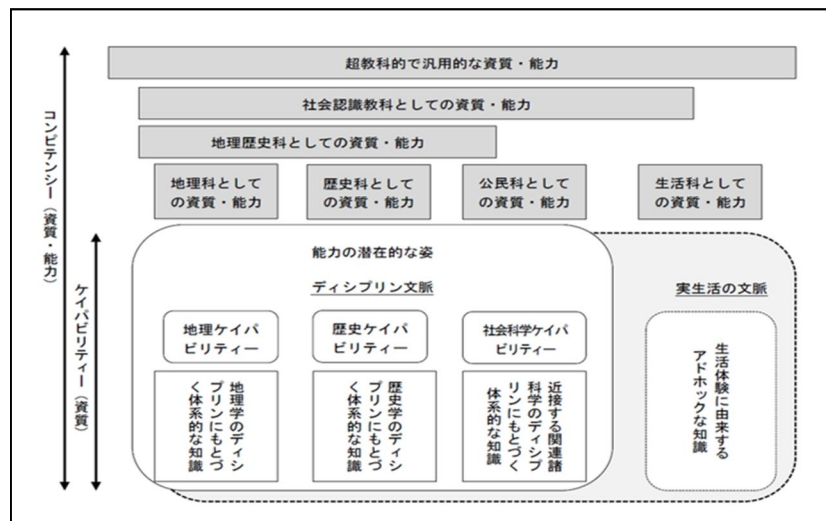 超教科的で汎用的な資質・能力
社会認識教科としての資質・能力
地理歴史科としての資質・能力
地理科として
の資質・能力
歴史科として
の資質・能力
公民科として
の資質・能力
生活科として
の資質・能力
コンピテンシー（資質・能力）
ケイパビリティー（資質）
能力の潜在的な姿
ディシプリン文脈
実生活の文脈
地理ケイパ
ビリティー
歴史ケイパ
ビリティー
社会科学ケイパ
ビリティー
地理学のディシ
プリンにもとづ
く体系的な知識
歴史学のディシ
プリンにもとづ
く体系的な知識
近接する関連諸
科学のディシプ
リンにもとづく
体系的な知識
生活体験に由来する
アドホックな知識